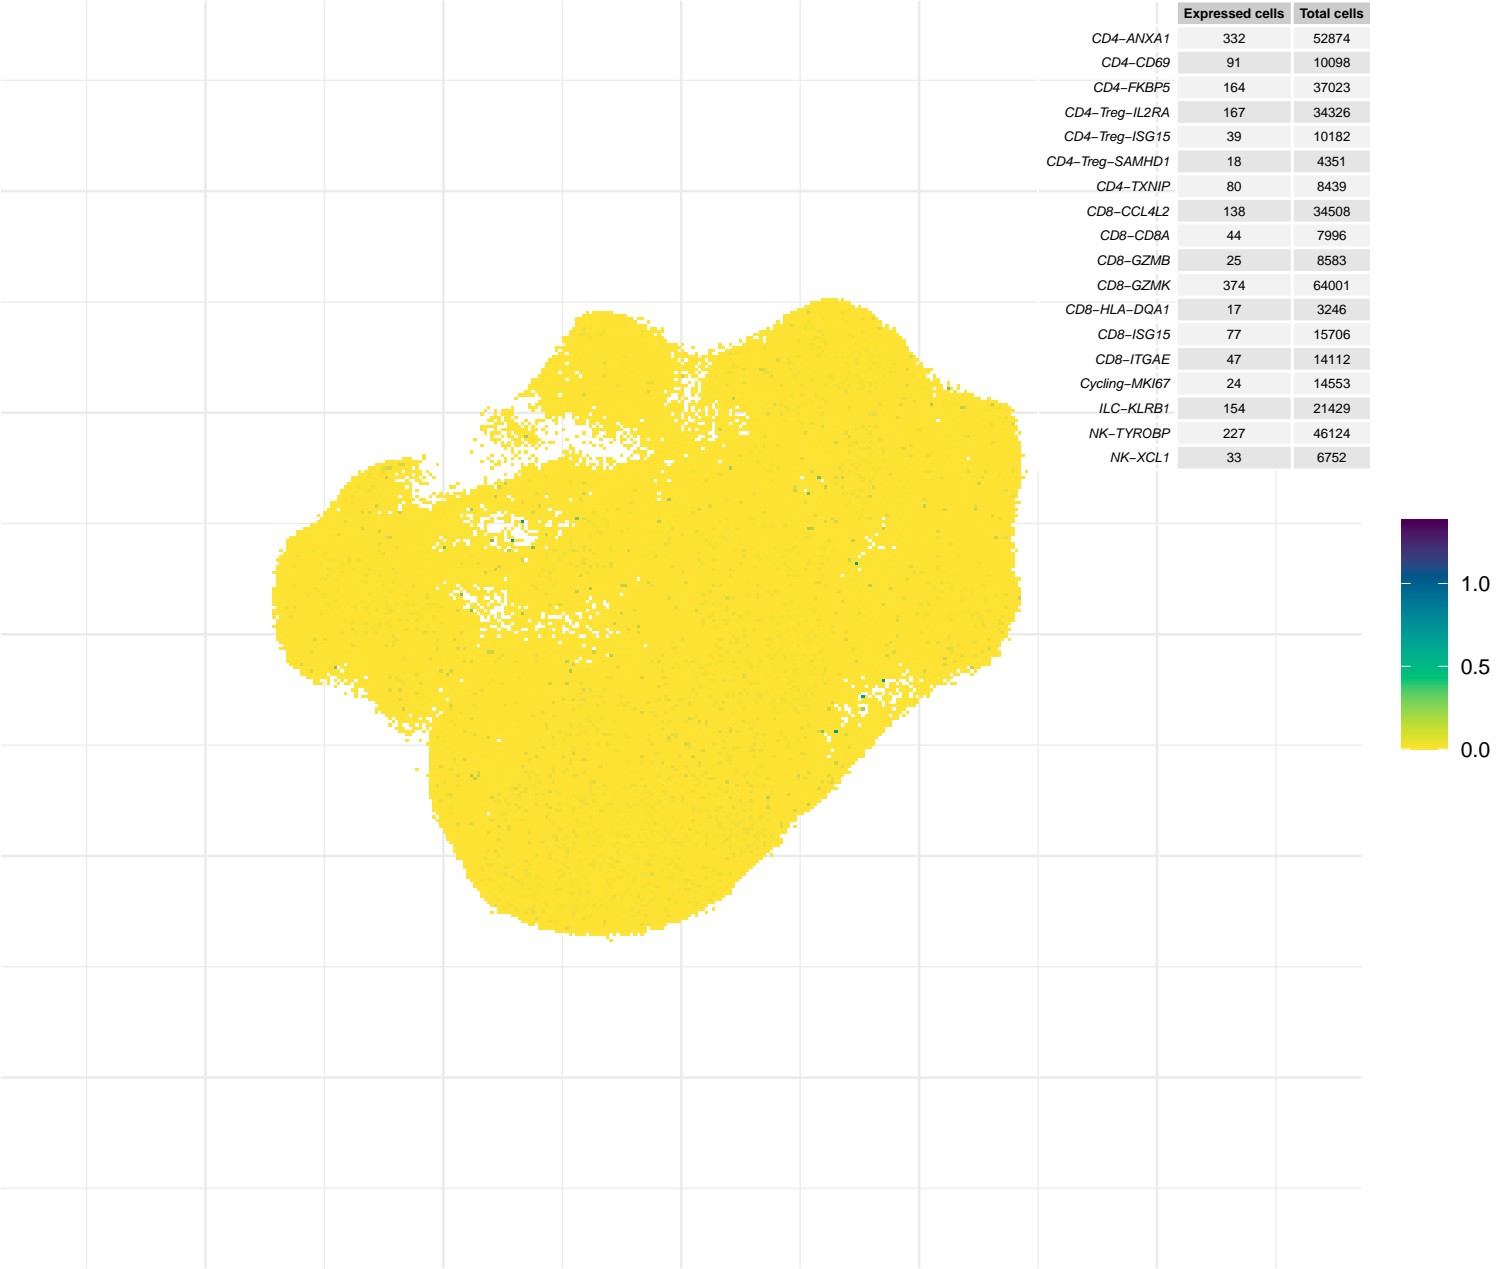 Expressed cells Total cells
CD4−ANXA1 332 52874
CD4−CD69 91 10098
CD4−FKBP5 164 37023
CD4−Treg−IL2RA 167 34326
CD4−Treg−ISG15 39 10182
CD4−Treg−SAMHD1 18 4351
CD4−TXNIP 80 8439
CD8−CCL4L2 138 34508
CD8−CD8A 44 7996
CD8−GZMB 25 8583
CD8−GZMK 374 64001
CD8−HLA−DQA1 17 3246
CD8−ISG15 77 15706
CD8−ITGAE 47 14112
Cycling−MKI67 24 14553
ILC−KLRB1 154 21429
NK−TYROBP 227 46124
NK−XCL1 33 6752
1.0
0.5
0.0